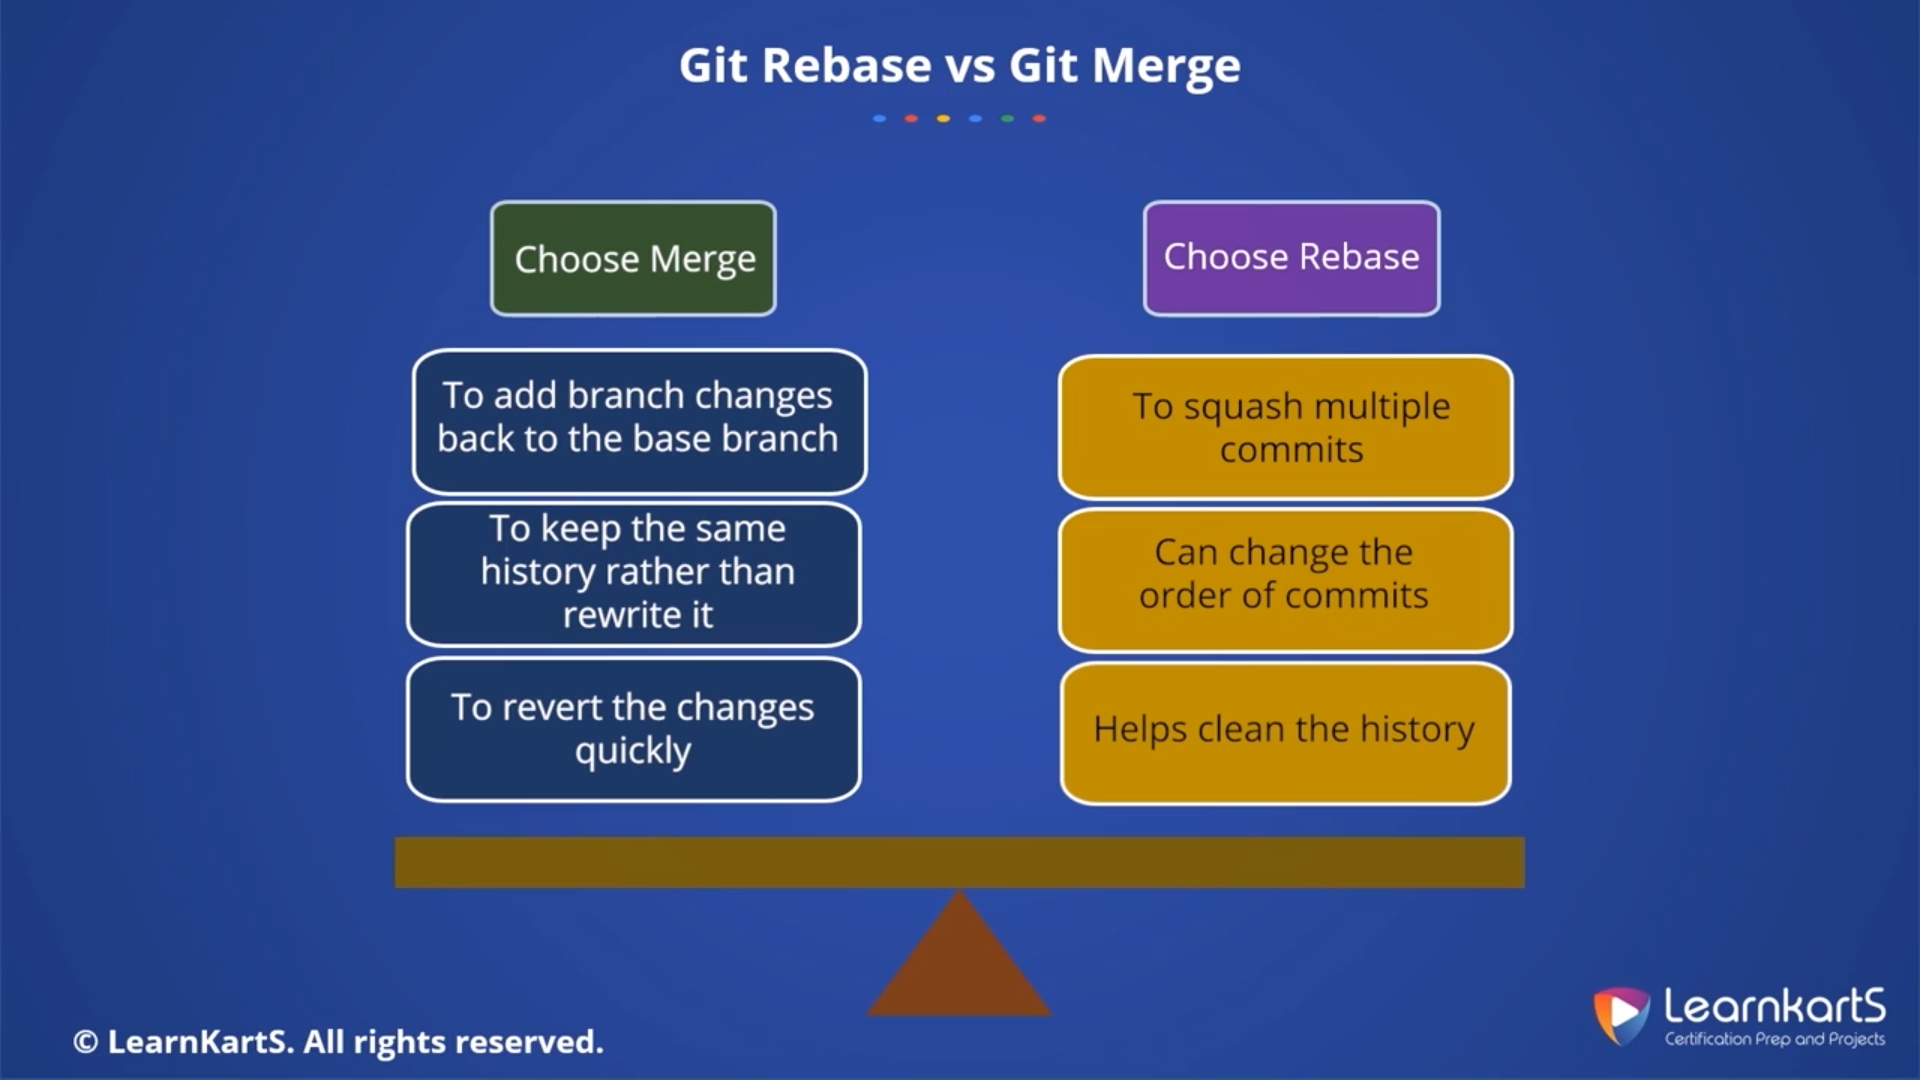 Git Rebase vs Git Merge
Choose Merge
To add branch changes
back to the base branch
To keep the same
history rather than
rewrite it
To revert the changes
quickly
Choose Rebase
To squash multiple
commits
Can change the
order of commits
Helps clean the history
© LearnKartS. All rights reserved.
LearnkartS
Certification Prep and Projects